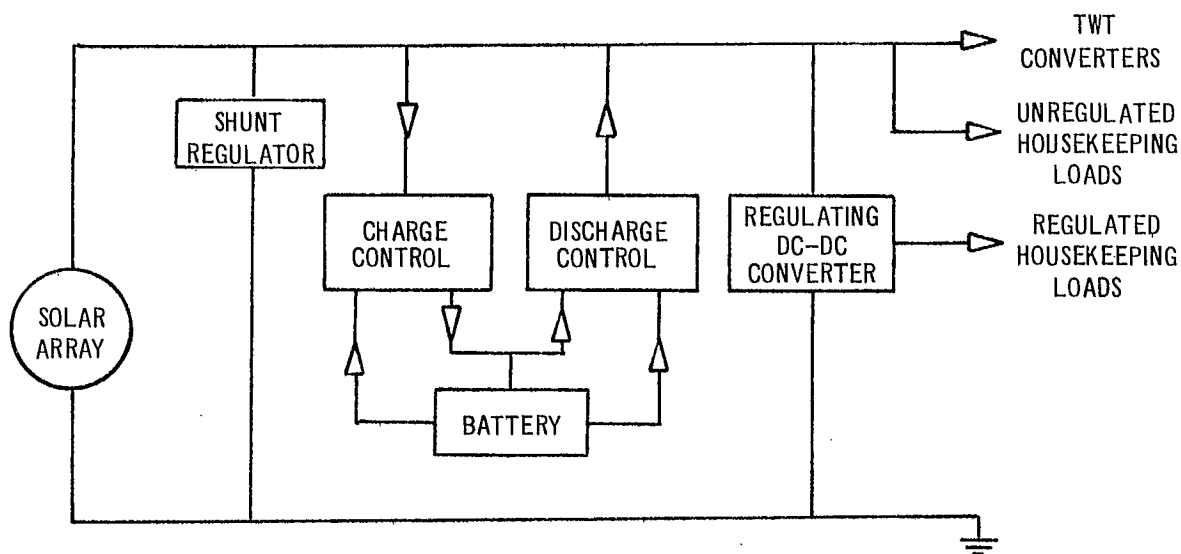 TWT
CONVERTERS
SHUNT
REGULATOR
UNREGULATED
HOUSEKEEPING
LOADS
CHARGE
CONTROL
DISCHARGE
CONTROL
REGULATING
DC-DC
CONVERTER
REGULATED
HOUSEKEEPING
LOADS
SOLAR
ARRAY
BATTERY